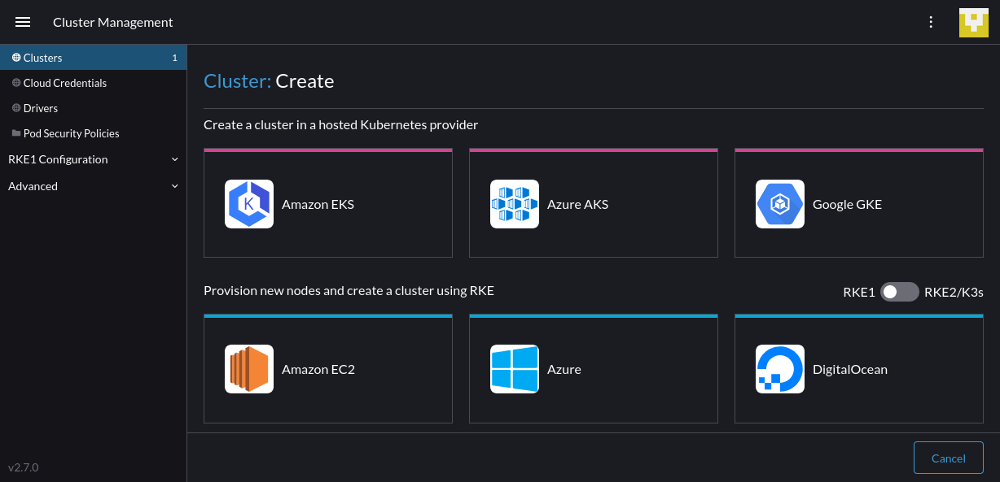 Cluster Management
Clusters 1
Cloud Credentials
Drivers
Pod Security Policies
RKE1 Configuration
Advanced
v2.7.0
Cluster: Create
Create a cluster in a hosted Kubernetes provider
K Amazon EKS
Azure AKS
Google GKE
Provision new nodes and create a cluster using RKE
RKE1 RKE2/K3s
Amazon EC2
Azure
DigitalOcean
Cancel